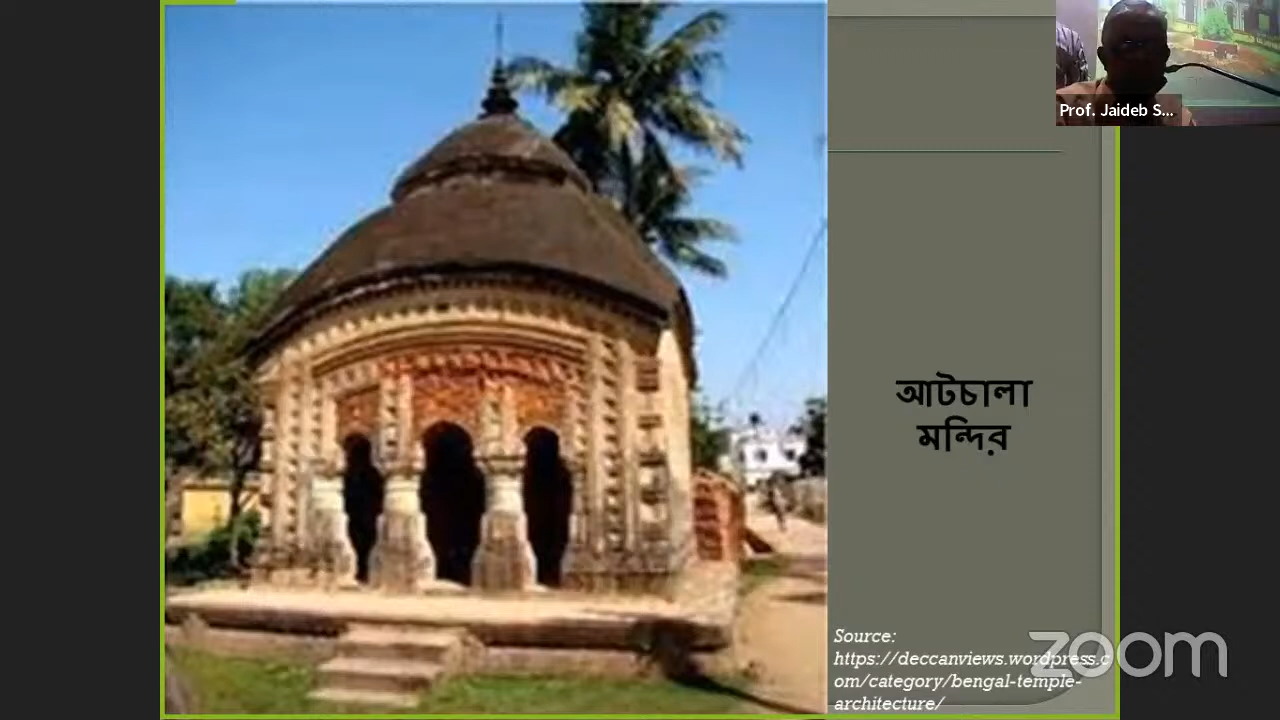 Prof. Jaideb S...
আটচালা
মন্দির
Source:
https://deccanviews.wordpress.c
om/category/bengal-temple-
architecture/
zoom